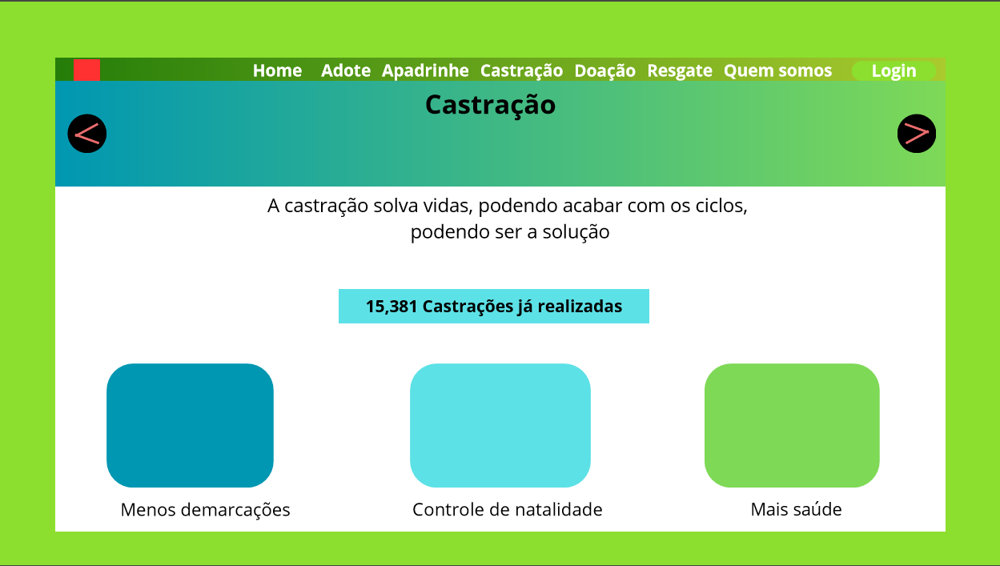 Home Adote Apadrinhe Castração Doação Resgate Quem somos Login
Castração
A castração solva vidas, podendo acabar com os ciclos,
podendo ser a solução
15,381 Castrações já realizadas
Menos demarcações Controle de natalidade Mais saúde